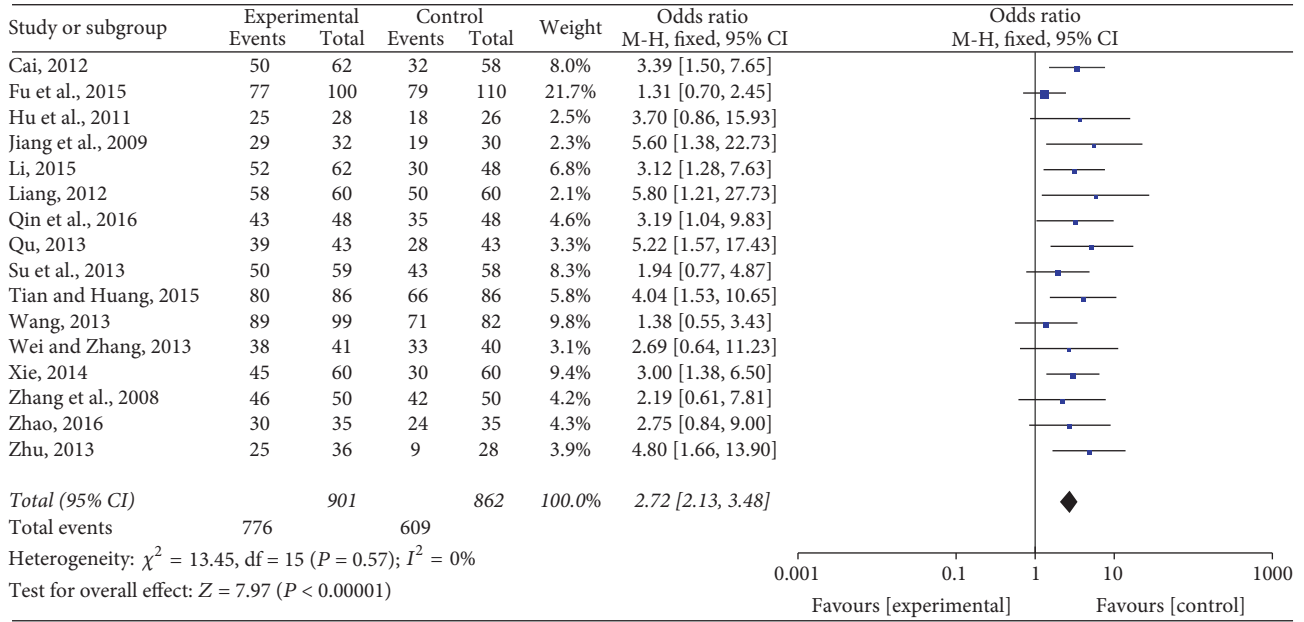 Study or subgroup Experimental Control Weight Odds ratio Odds ratio
Events Total Events Total M-H, fixed, 95% CI M-H, fixed, 95% CI
Cai, 2012 50 62 32 58 8.0% 3.39 [1.50, 7.65]
Fu et al., 2015 77 100 79 110 21.7% 1.31 [0.70, 2.45]
Hu et al., 2011 25 28 18 26 2.5% 3.70 [0.86, 15.93]
Jiang et al., 2009 29 32 19 30 2.3% 5.60 [1.38, 22.73]
Li, 2015 52 62 30 48 6.8% 3.12 [1.28, 7.63]
Liang, 2012 58 60 50 60 2.1% 5.80 [1.21, 27.73]
Qin et al., 2016 43 48 35 48 4.6% 3.19 [1.04, 9.83]
Qu, 2013 39 43 28 43 3.3% 5.22 [1.57, 17.43]
Su et al., 2013 50 59 43 58 8.3% 1.94 [0.77, 4.87]
Tian and Huang, 2015 80 86 66 86 5.8% 4.04 [1.53, 10.65]
Wang, 2013 89 99 71 82 9.8% 1.38 [0.55, 3.43]
Wei and Zhang, 2013 38 41 33 40 3.1% 2.69 [0.64, 11.23]
Xie, 2014 45 60 30 60 9.4% 3.00 [1.38, 6.50]
Zhang et al., 2008 46 50 42 50 4.2% 2.19 [0.61, 7.81]
Zhao, 2016 30 35 24 35 4.3% 2.75 [0.84, 9.00]
Zhu, 2013 25 36 9 28 3.9% 4.80 [1.66, 13.90]
Total (95% CI) 901 862 100.0% 2.72 [2.13, 3.48]
Total events 776 609
Heterogeneity: χ² = 13.45, df = 15 (P = 0.57); I² = 0%
Test for overall effect: Z = 7.97 (P < 0.00001)
0.001 0.1 1 10 1000
Favours [experimental] Favours [control]